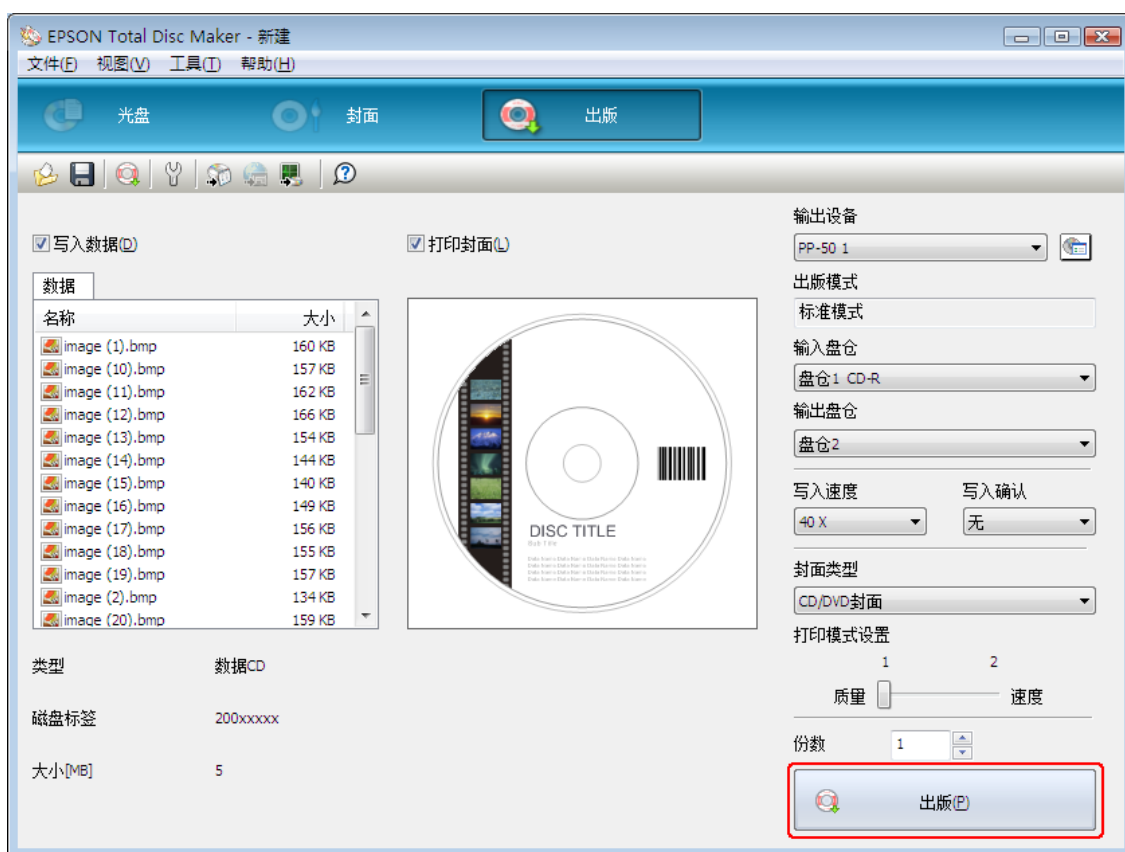 EPSON Total Disc Maker - 新建
文件(F) 视图(V) 工具(T) 帮助(H)
光盘 封面 出版
写入数据(D)
数据
名称 大小
image (1).bmp 160 KB
image (10).bmp 157 KB
image (11).bmp 162 KB
image (12).bmp 166 KB
image (13).bmp 154 KB
image (14).bmp 144 KB
image (15).bmp 140 KB
image (16).bmp 149 KB
image (17).bmp 156 KB
image (18).bmp 155 KB
image (19).bmp 157 KB
image (2).bmp 134 KB
image (20).bmp 159 KB
类型 数据CD
磁盘标签 200xxxxx
大小[MB] 5
打印封面(L)
DISC TITLE
Sub Title
输出设备
PP-50 1
出版模式
标准模式
输入盘仓
盘仓1 CD-R
输出盘仓
盘仓2
写入速度 写入确认
40 X 无
封面类型
CD/DVD封面
打印模式设置
1 2
质量 速度
份数 1
出版(P)